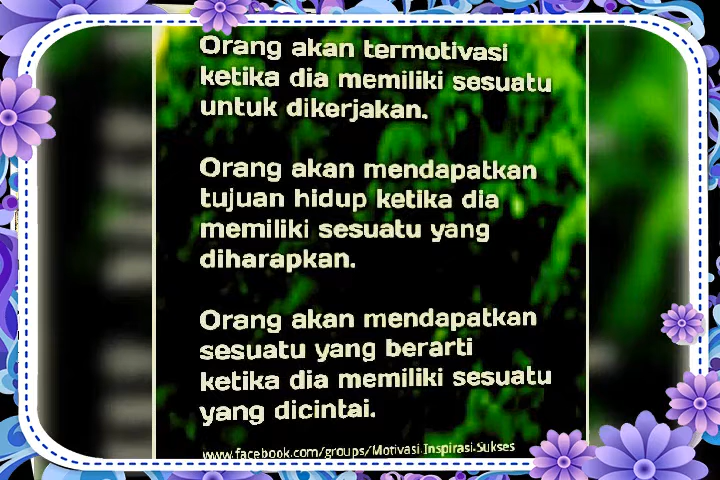 Orang akan termotivasi
ketika dia memiliki sesuatu
untuk dikerjakan.
Orang akan mendapatkan
tujuan hidup ketika dia
memiliki sesuatu yang
diharapkan.
Orang akan mendapatkan
sesuatu yang berarti
ketika dia memiliki sesuatu
yang dicintai.
www.facebook.com/groups/Motivasi.Inspirasi.Sukses